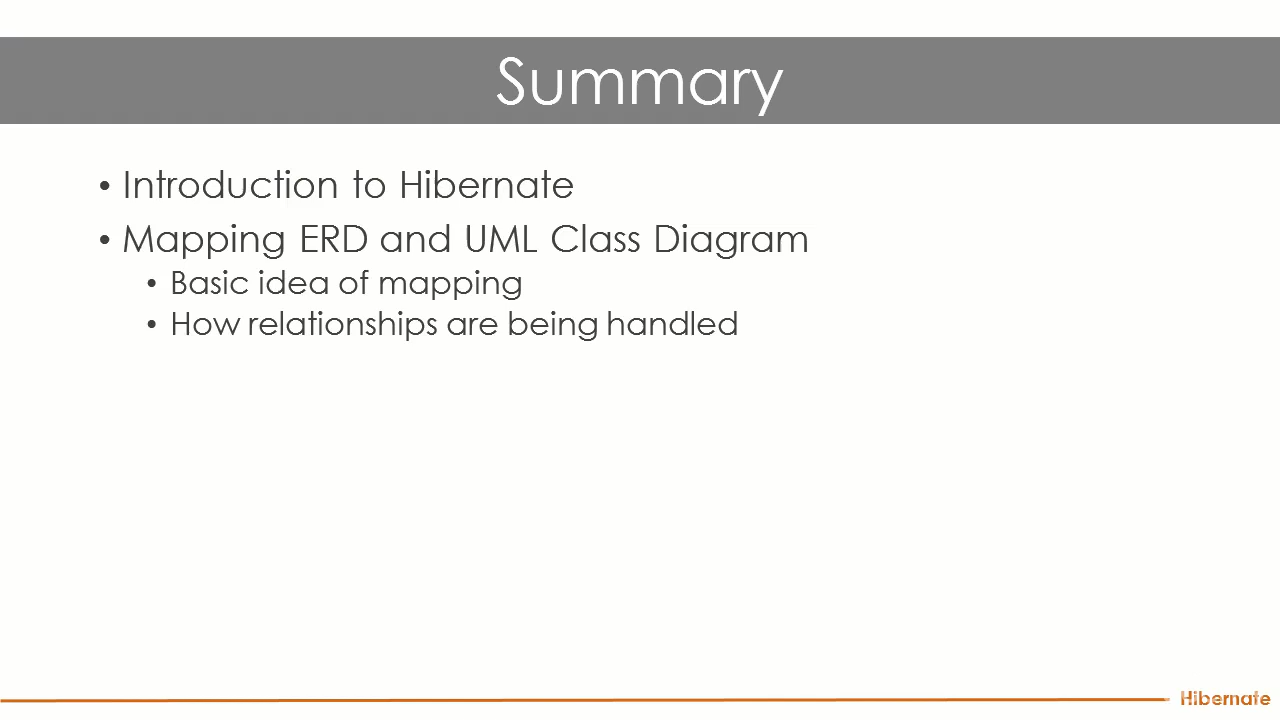 Summary
• Introduction to Hibernate
• Mapping ERD and UML Class Diagram
• Basic idea of mapping
• How relationships are being handled
Hibernate